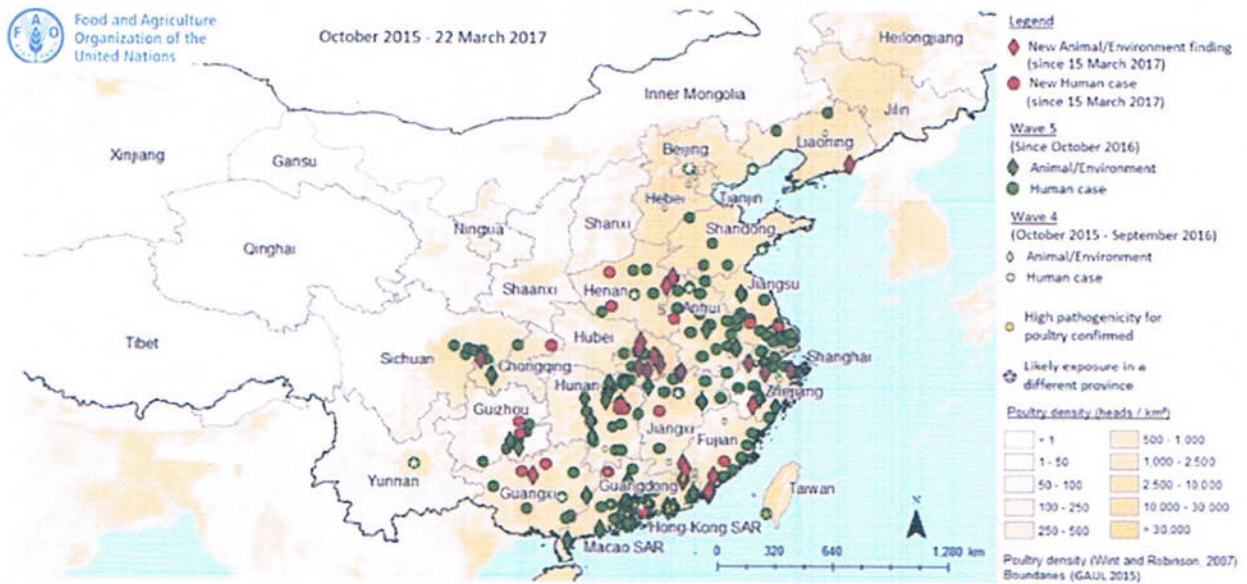 Food and Agriculture
Organization of the
United Nations
F A O
October 2015 - 22 March 2017
Heilongjiang
Inner Mongolia
Jilin
Liaoning
Xinjiang
Gansu
Beijing
Hebei
Tianjin
Shanxi
Ningxia
Shandong
Qinghai
Shaanxi
Henan
Jiangsu
Anhui
Tibet
Hubei
Sichuan
Chongqing
Shanghai
Hunan
Zhejiang
Guizhou
Jiangxi
Fujian
Yunnan
Guangxi
Guangdong
Taiwan
Hong Kong SAR
Macao SAR
0 320 640 1,280 km
Legend
New Animal/Environment finding
(since 15 March 2017)
New Human case
(since 15 March 2017)
Wave 5
(Since October 2016)
Animal/Environment
Human case
Wave 4
(October 2015 - September 2016)
Animal/Environment
Human case
High pathogenicity for
poultry confirmed
Likely exposure in a
different province
Poultry density (heads / km²)
< 1
1 - 50
50 - 100
100 - 250
250 - 500
500 - 1.000
1,000 - 2.500
2.500 - 10.000
10.000 - 30.000
> 30.000
Poultry density (Wint and Robinson, 2007)
Boundaries (GAUL 2015)